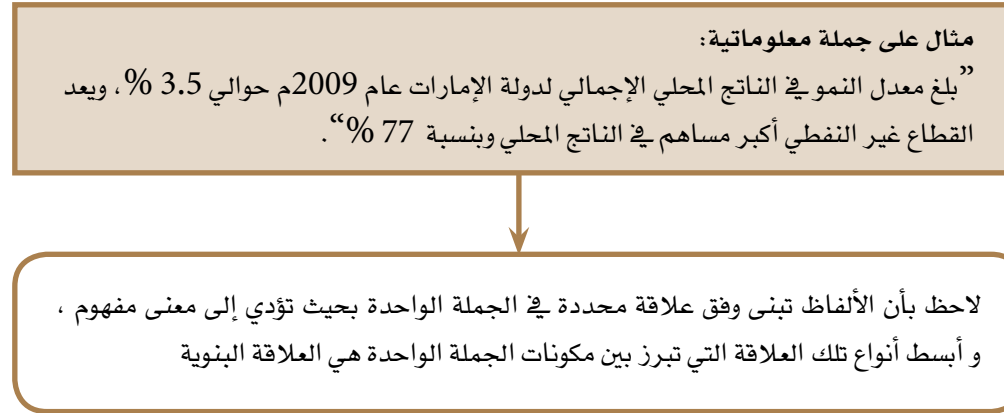 مثال على جملة معلوماتية:
”بلغ معدل النمو في الناتج المحلي الإجمالي لدولة الإمارات عام 2009م حوالي 3.5 %، ويعد
القطاع غير النفطي أكبر مساهم في الناتج المحلي وبنسبة 77 %“.
لاحظ بأن الألفاظ تبنى وفق علاقة محددة في الجملة الواحدة بحيث تؤدي إلى معنى مفهوم ،
و أبسط أنواع تلك العلاقة التي تبرز بين مكونات الجملة الواحدة هي العلاقة البنوية